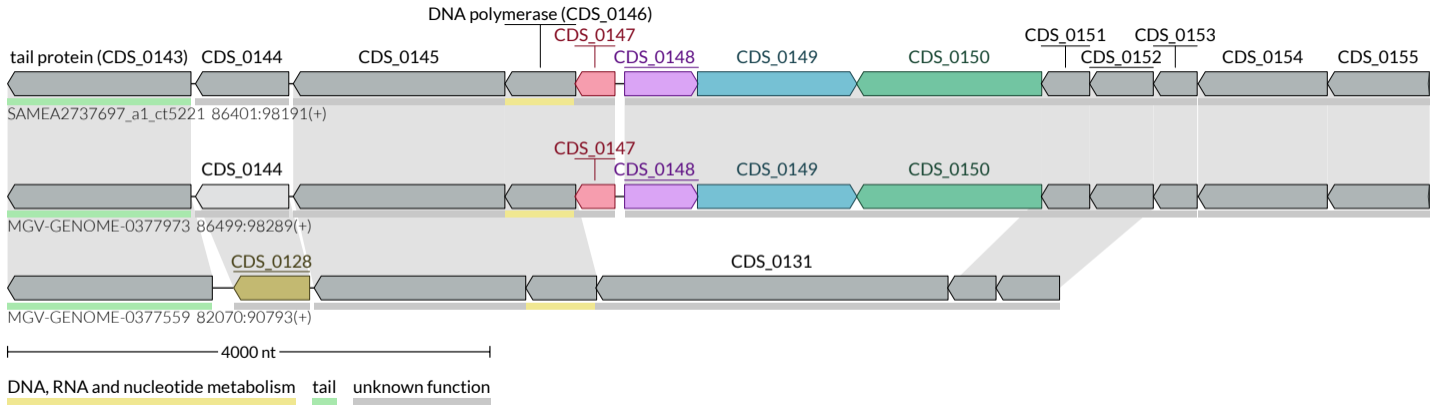 DNA polymerase (CDS_0146)
CDS_0147 CDS_0151 CDS_0153
tail protein (CDS_0143) CDS_0144 CDS_0145 CDS_0148 CDS_0149 CDS_0150 CDS_0152 CDS_0154 CDS_0155
SAMEA2737697_a1_ct5221 86401:98191(+)
CDS_0147
CDS_0144 CDS_0148 CDS_0149 CDS_0150
MGV-GENOME-0377973 86499:98289(+)
CDS_0128 CDS_0131
MGV-GENOME-0377559 82070:90793(+)
4000 nt
DNA, RNA and nucleotide metabolism tail unknown function